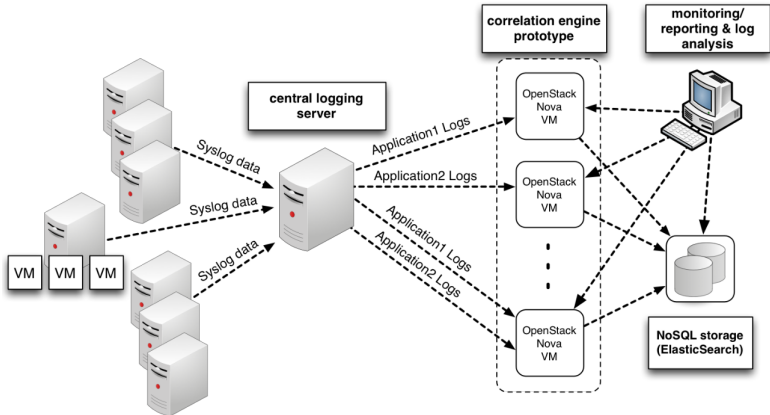 correlation engine
prototype
monitoring/
reporting & log
analysis
central logging
server
Syslog data
Syslog data
Syslog data
VM
VM
VM
Application1 Logs
Application2 Logs
Application1 Logs
Application2 Logs
OpenStack
Nova
VM
OpenStack
Nova
VM
OpenStack
Nova
VM
NoSQL storage
(ElasticSearch)